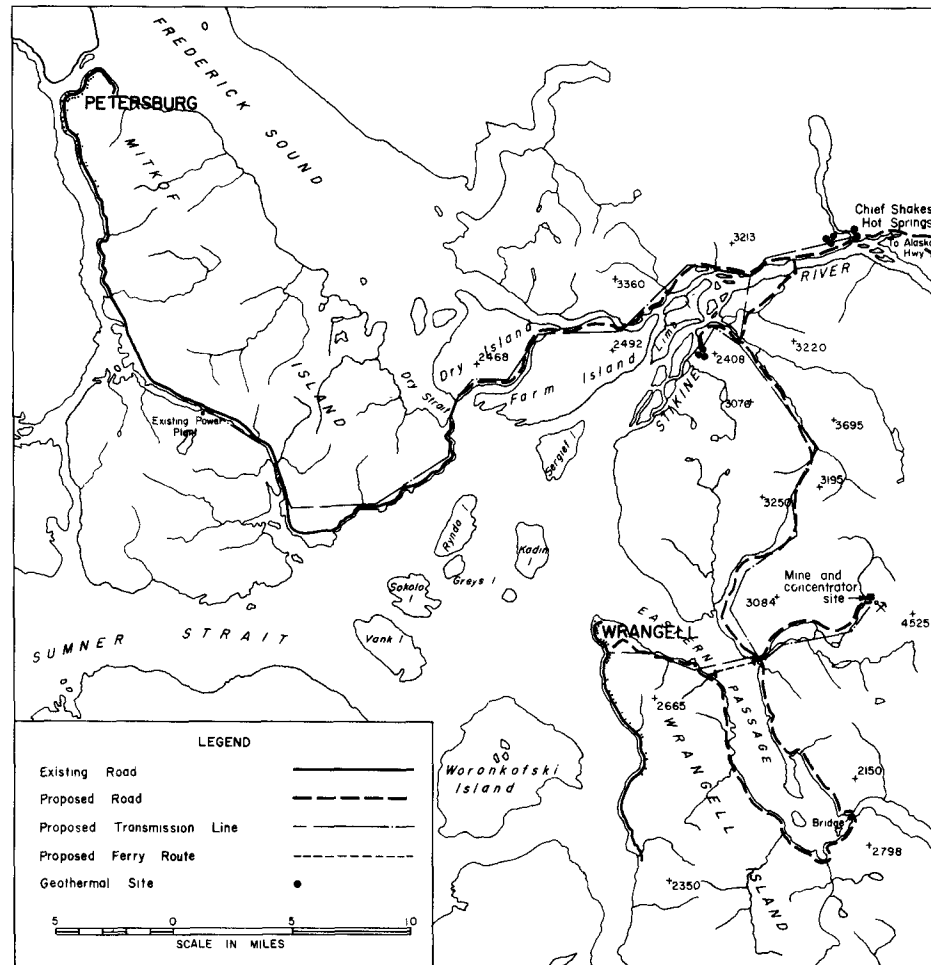 FREDERICK SOUND
PETERSBURG
MITKOF
ISLAND
Chief Shakes
Hot Springs
To Alaska
Hwy
RIVER
3213
3360
Dry Island
2468
2492
Limb
Farm Island
Dry
Strait
STIKINE
2408
3220
3076
3695
Existing Power
Plant
Sergief
3195
3250
Rynda
I
Kadin
I
Greys I
Sokolof
I
Vank I
Mine and
concentrator
site
3084
4525
SUMNER STRAIT
WRANGELL
EASTERN
PASSAGE
2665
WRANGELL
ISLAND
Woronkofski
Island
2150
Bridge
2798
2350
LEGEND
Existing Road
Proposed Road
Proposed Transmission Line
Proposed Ferry Route
Geothermal Site
5 0 5 10
SCALE IN MILES